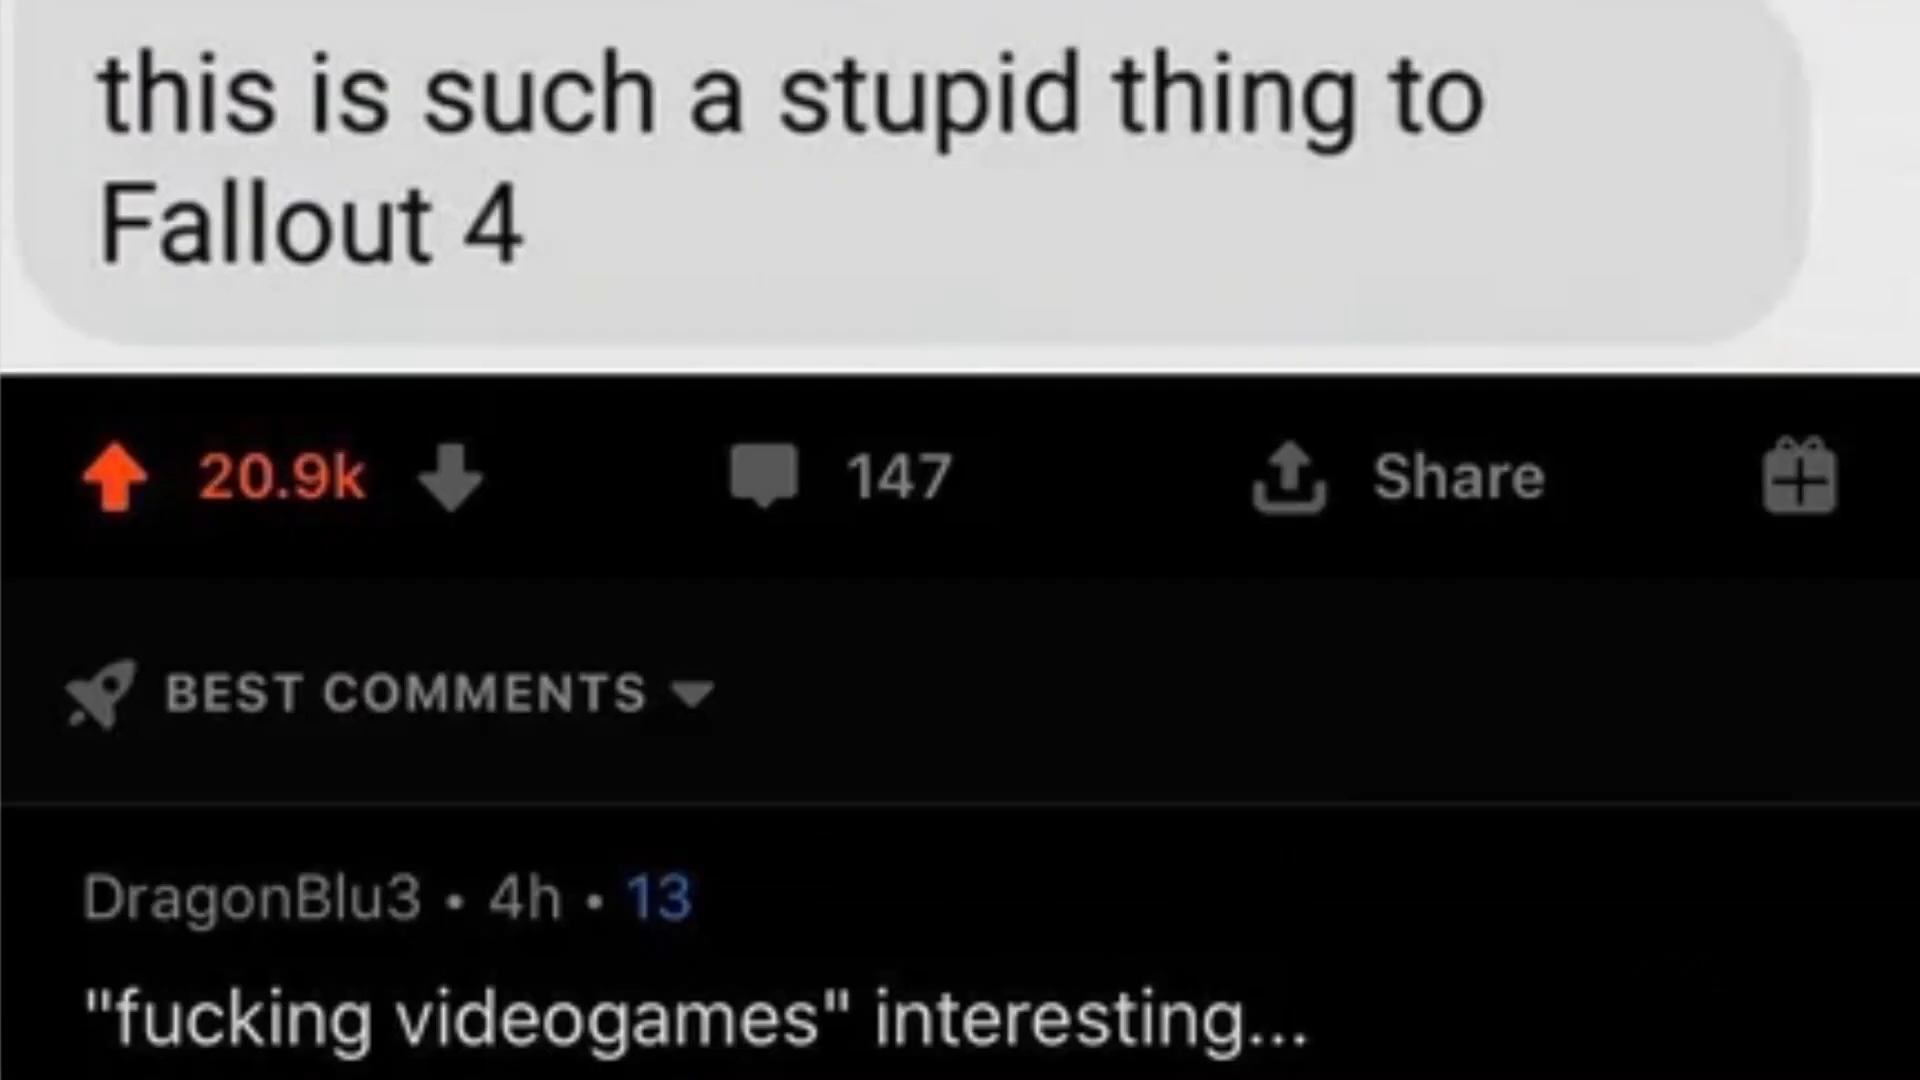 this is such a stupid thing to
Fallout 4
20.9k 147 Share
BEST COMMENTS
DragonBlu3 • 4h • 13
"fucking videogames" interesting...